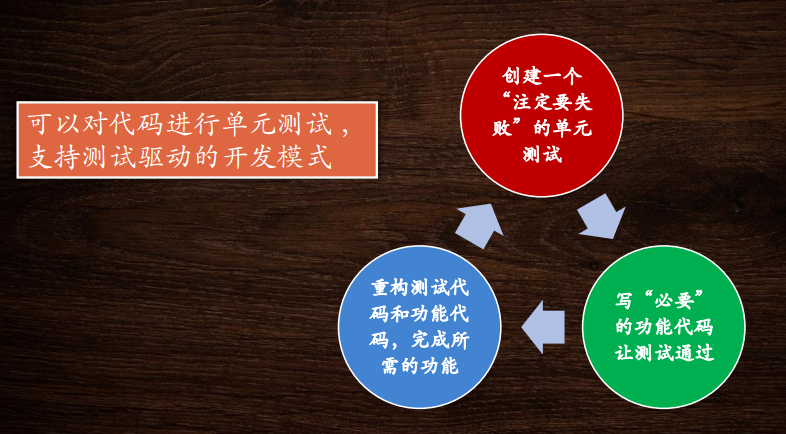 创建一个
“注定要失
败”的单元
测试
可以对代码进行单元测试，
支持测试驱动的开发模式
重构测试代
码和功能代
码，完成所
需的功能
写“必要”
的功能代码
让测试通过